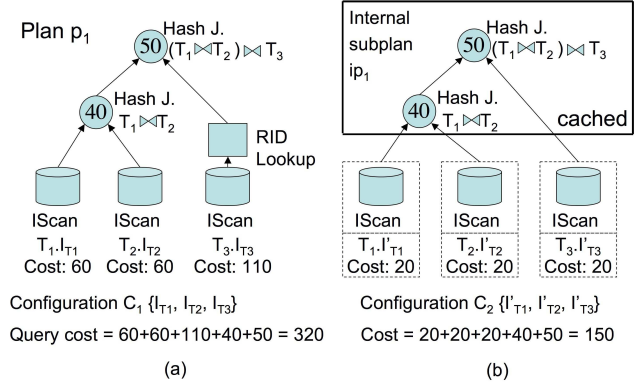 Plan p1
50
Hash J.
(T1 ⋈ T2) ⋈ T3
40
Hash J.
T1 ⋈ T2
RID
Lookup
IScan
IScan
IScan
T1.IT1
T2.IT2
T3.IT3
Cost: 60
Cost: 60
Cost: 110
Configuration C1 {IT1, IT2, IT3}
Query cost = 60+60+110+40+50 = 320
(a)
Internal
subplan
ip1
50
Hash J.
(T1 ⋈ T2) ⋈ T3
40
Hash J.
T1 ⋈ T2
cached
IScan
IScan
IScan
T1.I'T1
T2.I'T2
T3.I'T3
Cost: 20
Cost: 20
Cost: 20
Configuration C2 {I'T1, I'T2, I'T3}
Cost = 20+20+20+40+50 = 150
(b)